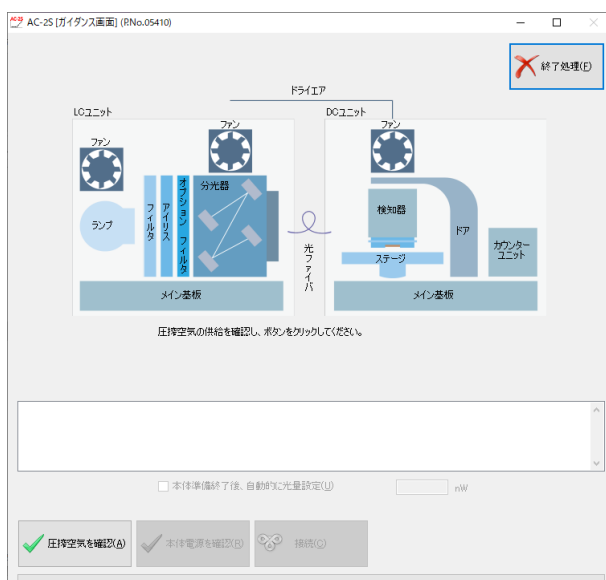 AC-2S [ガイダンス画面] (P.No.05410)
終了処理(E)
ドライエア
LCユニット
DCユニット
ファン
ファン
ファン
ランプ
フィルタ
アイリス
オプション フィルタ
分光器
光ファイバ
検知器
ステージ
ドア
カウンター
ユニット
メイン基板
メイン基板
圧搾空気の供給を確認し、ボタンをクリックしてください。
本体準備終了後、自動的に光量設定(U)
nW
圧搾空気を確認(A)
本体電源を確認(B)
接続(C)